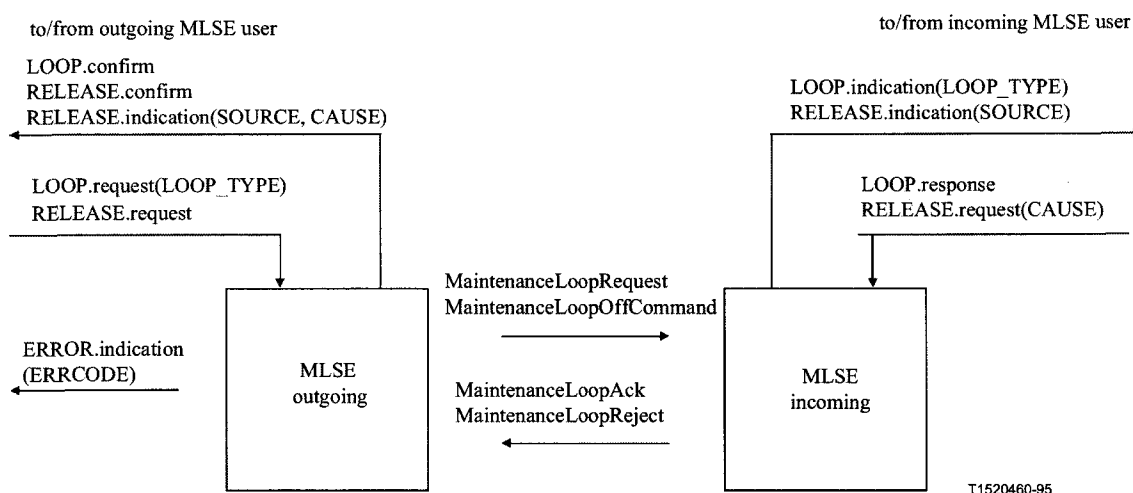 to/from outgoing MLSE user
to/from incoming MLSE user
LOOP.confirm
RELEASE.confirm
RELEASE.indication(SOURCE, CAUSE)
LOOP.indication(LOOP_TYPE)
RELEASE.indication(SOURCE)
LOOP.request(LOOP_TYPE)
RELEASE.request
LOOP.response
RELEASE.request(CAUSE)
MaintenanceLoopRequest
MaintenanceLoopOffCommand
ERROR.indication
(ERRCODE)
MLSE
outgoing
MaintenanceLoopAck
MaintenanceLoopReject
MLSE
incoming
T1520460-95